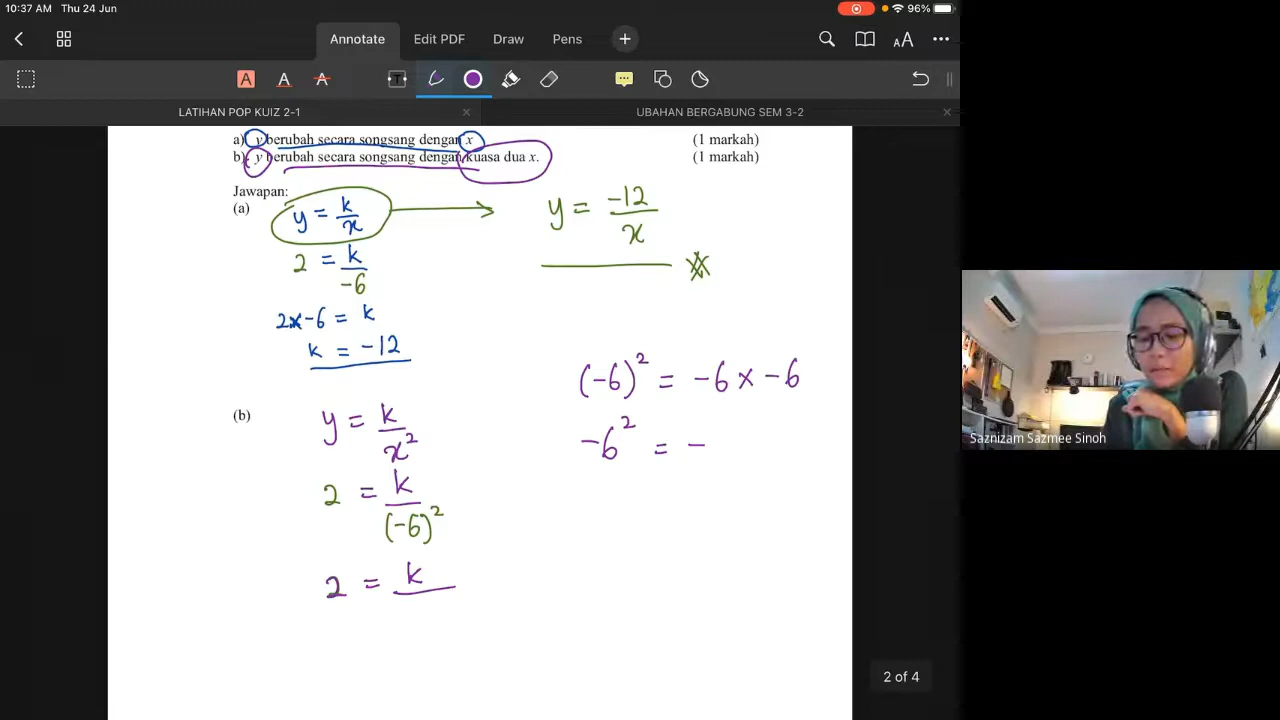 10:37 AM Thu 24 Jun
96%
Annotate Edit PDF Draw Pens
LATIHAN POP KUIZ 2-1
UBAHAN BERGABUNG SEM 3-2
a) y berubah secara songsang dengan x (1 markah)
b) y berubah secara songsang dengan kuasa dua x. (1 markah)
Jawapan:
(a)
y = k/x
2 = k/-6
2x-6 = k
k = -12
y = -12/x
(b)
y = k/x²
2 = k/(-6)²
2 = k
(-6)² = -6 x -6
-6² = -
Saznizam Sazmee Sinoh
2 of 4